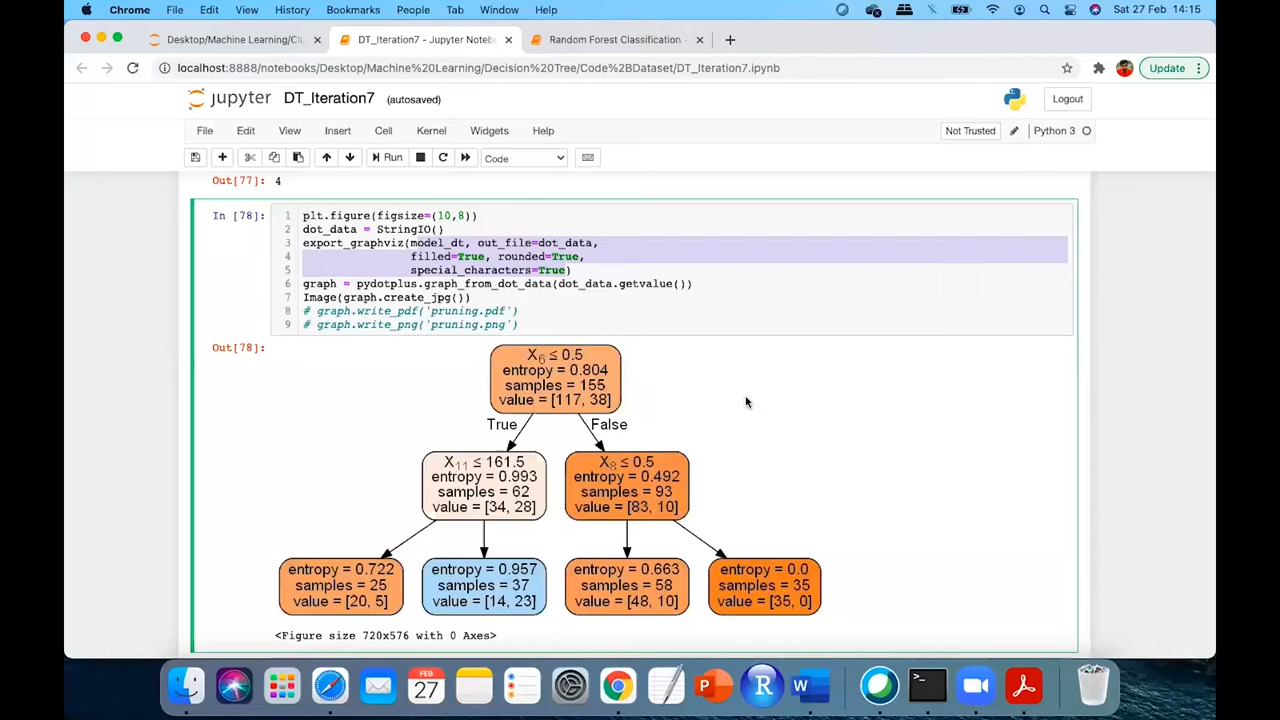 Chrome File Edit View History Bookmarks People Tab Window Help Sat 27 Feb 14:15
Desktop/Machine Learning/Clu DT_Iteration7 - Jupyter Notebo Random Forest Classification -
localhost:8888/notebooks/Desktop/Machine%20Learning/Decision%20Tree/Code%2BDataset/DT_Iteration7.ipynb Update
jupyter DT_Iteration7 (autosaved) Logout
File Edit View Insert Cell Kernel Widgets Help Not Trusted Python 3
Run Code
Out[77]: 4
In [78]: 1 plt.figure(figsize=(10,8))
2 dot_data = StringIO()
3 export_graphviz(model_dt, out_file=dot_data,
4 filled=True, rounded=True,
5 special_characters=True)
6 graph = pydotplus.graph_from_dot_data(dot_data.getvalue())
7 Image(graph.create_jpg())
8 # graph.write_pdf('pruning.pdf')
9 # graph.write_png('pruning.png')
Out[78]:
X6 ≤ 0.5
entropy = 0.804
samples = 155
value = [117, 38]
True False
X11 ≤ 161.5
entropy = 0.993
samples = 62
value = [34, 28]
X8 ≤ 0.5
entropy = 0.492
samples = 93
value = [83, 10]
entropy = 0.722
samples = 25
value = [20, 5]
entropy = 0.957
samples = 37
value = [14, 23]
entropy = 0.663
samples = 58
value = [48, 10]
entropy = 0.0
samples = 35
value = [35, 0]
<Figure size 720x576 with 0 Axes>
FEB
27
P
R
W
>_